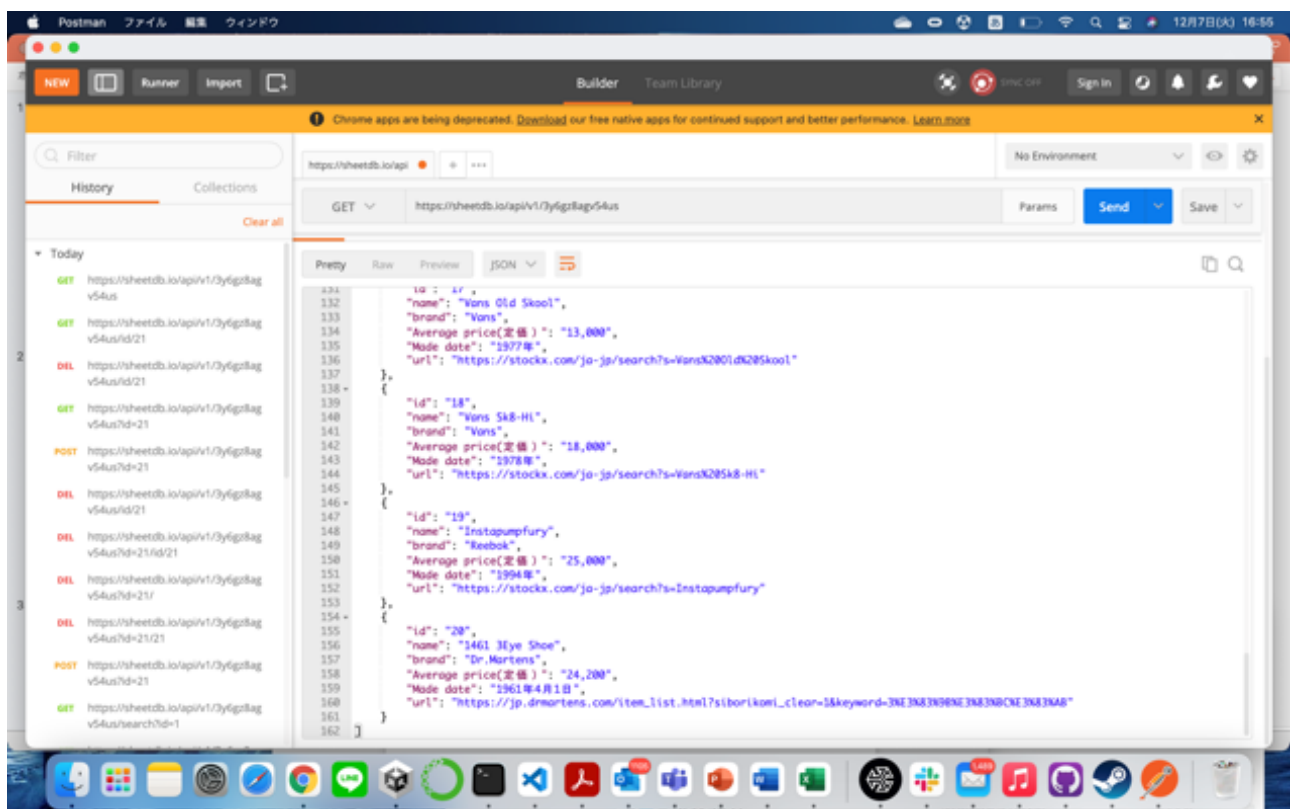 Postman ファイル 編集 ウィンドウ
12月7日(火) 16:55
NEW Runner Import
Builder Team Library
SYNC OFF Sign In
Chrome apps are being deprecated. Download our free native apps for continued support and better performance. Learn more
Filter
History Collections
Clear all
https://sheetdb.io/api
No Environment
GET https://sheetdb.io/api/v1/3y6gz8agv54us Params Send Save
Pretty Raw Preview JSON
Today
GET https://sheetdb.io/api/v1/3y6gz8ag
v54us
GET https://sheetdb.io/api/v1/3y6gz8ag
v54us/id/21
DEL https://sheetdb.io/api/v1/3y6gz8ag
v54us/id/21
GET https://sheetdb.io/api/v1/3y6gz8ag
v54us?id=21
POST https://sheetdb.io/api/v1/3y6gz8ag
v54us?id=21
DEL https://sheetdb.io/api/v1/3y6gz8ag
v54us/id/21
DEL https://sheetdb.io/api/v1/3y6gz8ag
v54us?id=21/id/21
DEL https://sheetdb.io/api/v1/3y6gz8ag
v54us?id=21/
DEL https://sheetdb.io/api/v1/3y6gz8ag
v54us?id=21/21
POST https://sheetdb.io/api/v1/3y6gz8ag
v54us?id=21
GET https://sheetdb.io/api/v1/3y6gz8ag
v54us/search?id=1
131 "id": "17",
132 "name": "Vans Old Skool",
133 "brand": "Vans",
134 "Average price(定価)": "13,000",
135 "Made date": "1977年",
136 "url": "https://stockx.com/ja-jp/search?s=Vans%20Old%20Skool"
137 },
138 {
139 "id": "18",
140 "name": "Vans Sk8-Hi",
141 "brand": "Vans",
142 "Average price(定価)": "18,000",
143 "Made date": "1978年",
144 "url": "https://stockx.com/ja-jp/search?s=Vans%20Sk8-Hi"
145 },
146 {
147 "id": "19",
148 "name": "Instapumpfury",
149 "brand": "Reebok",
150 "Average price(定価)": "25,000",
151 "Made date": "1994年",
152 "url": "https://stockx.com/ja-jp/search?s=Instapumpfury"
153 },
154 {
155 "id": "20",
156 "name": "1461 3Eye Shoe",
157 "brand": "Dr.Martens",
158 "Average price(定価)": "24,200",
159 "Made date": "1961年4月1日",
160 "url": "https://jp.drmartens.com/item_list.html?siborikomi_clear=1&keyword=3%E3%83%9B%E3%83%BC%E3%83%AB"
161 }
162 ]
1
2
3
LINE